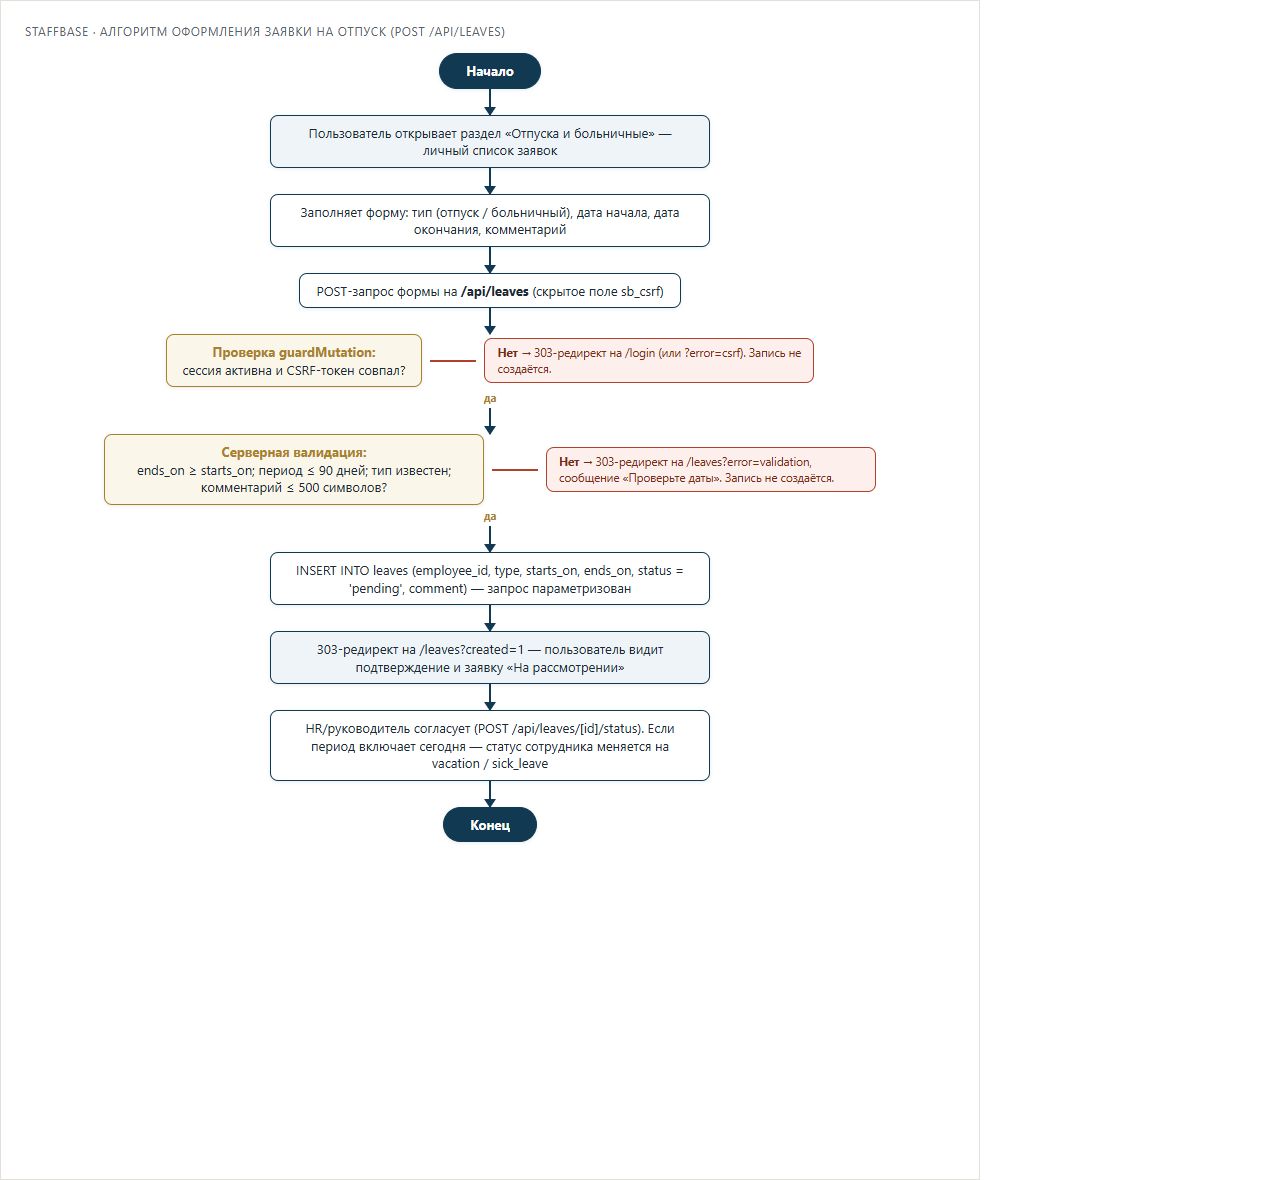 STAFFBASE · АЛГОРИТМ ОФОРМЛЕНИЯ ЗАЯВКИ НА ОТПУСК (POST /API/LEAVES)
Начало
Пользователь открывает раздел «Отпуска и больничные» —
личный список заявок
Заполняет форму: тип (отпуск / больничный), дата начала, дата
окончания, комментарий
POST-запрос формы на /api/leaves (скрытое поле sb_csrf)
Проверка guardMutation:
сессия активна и CSRF-токен совпал?
Нет → 303-редирект на /login (или ?error=csrf). Запись не
создаётся.
да
Серверная валидация:
ends_on ≥ starts_on; период ≤ 90 дней; тип известен;
комментарий ≤ 500 символов?
Нет → 303-редирект на /leaves?error=validation,
сообщение «Проверьте даты». Запись не создаётся.
да
INSERT INTO leaves (employee_id, type, starts_on, ends_on, status =
'pending', comment) — запрос параметризован
303-редирект на /leaves?created=1 — пользователь видит
подтверждение и заявку «На рассмотрении»
HR/руководитель согласует (POST /api/leaves/[id]/status). Если
период включает сегодня — статус сотрудника меняется на
vacation / sick_leave
Конец